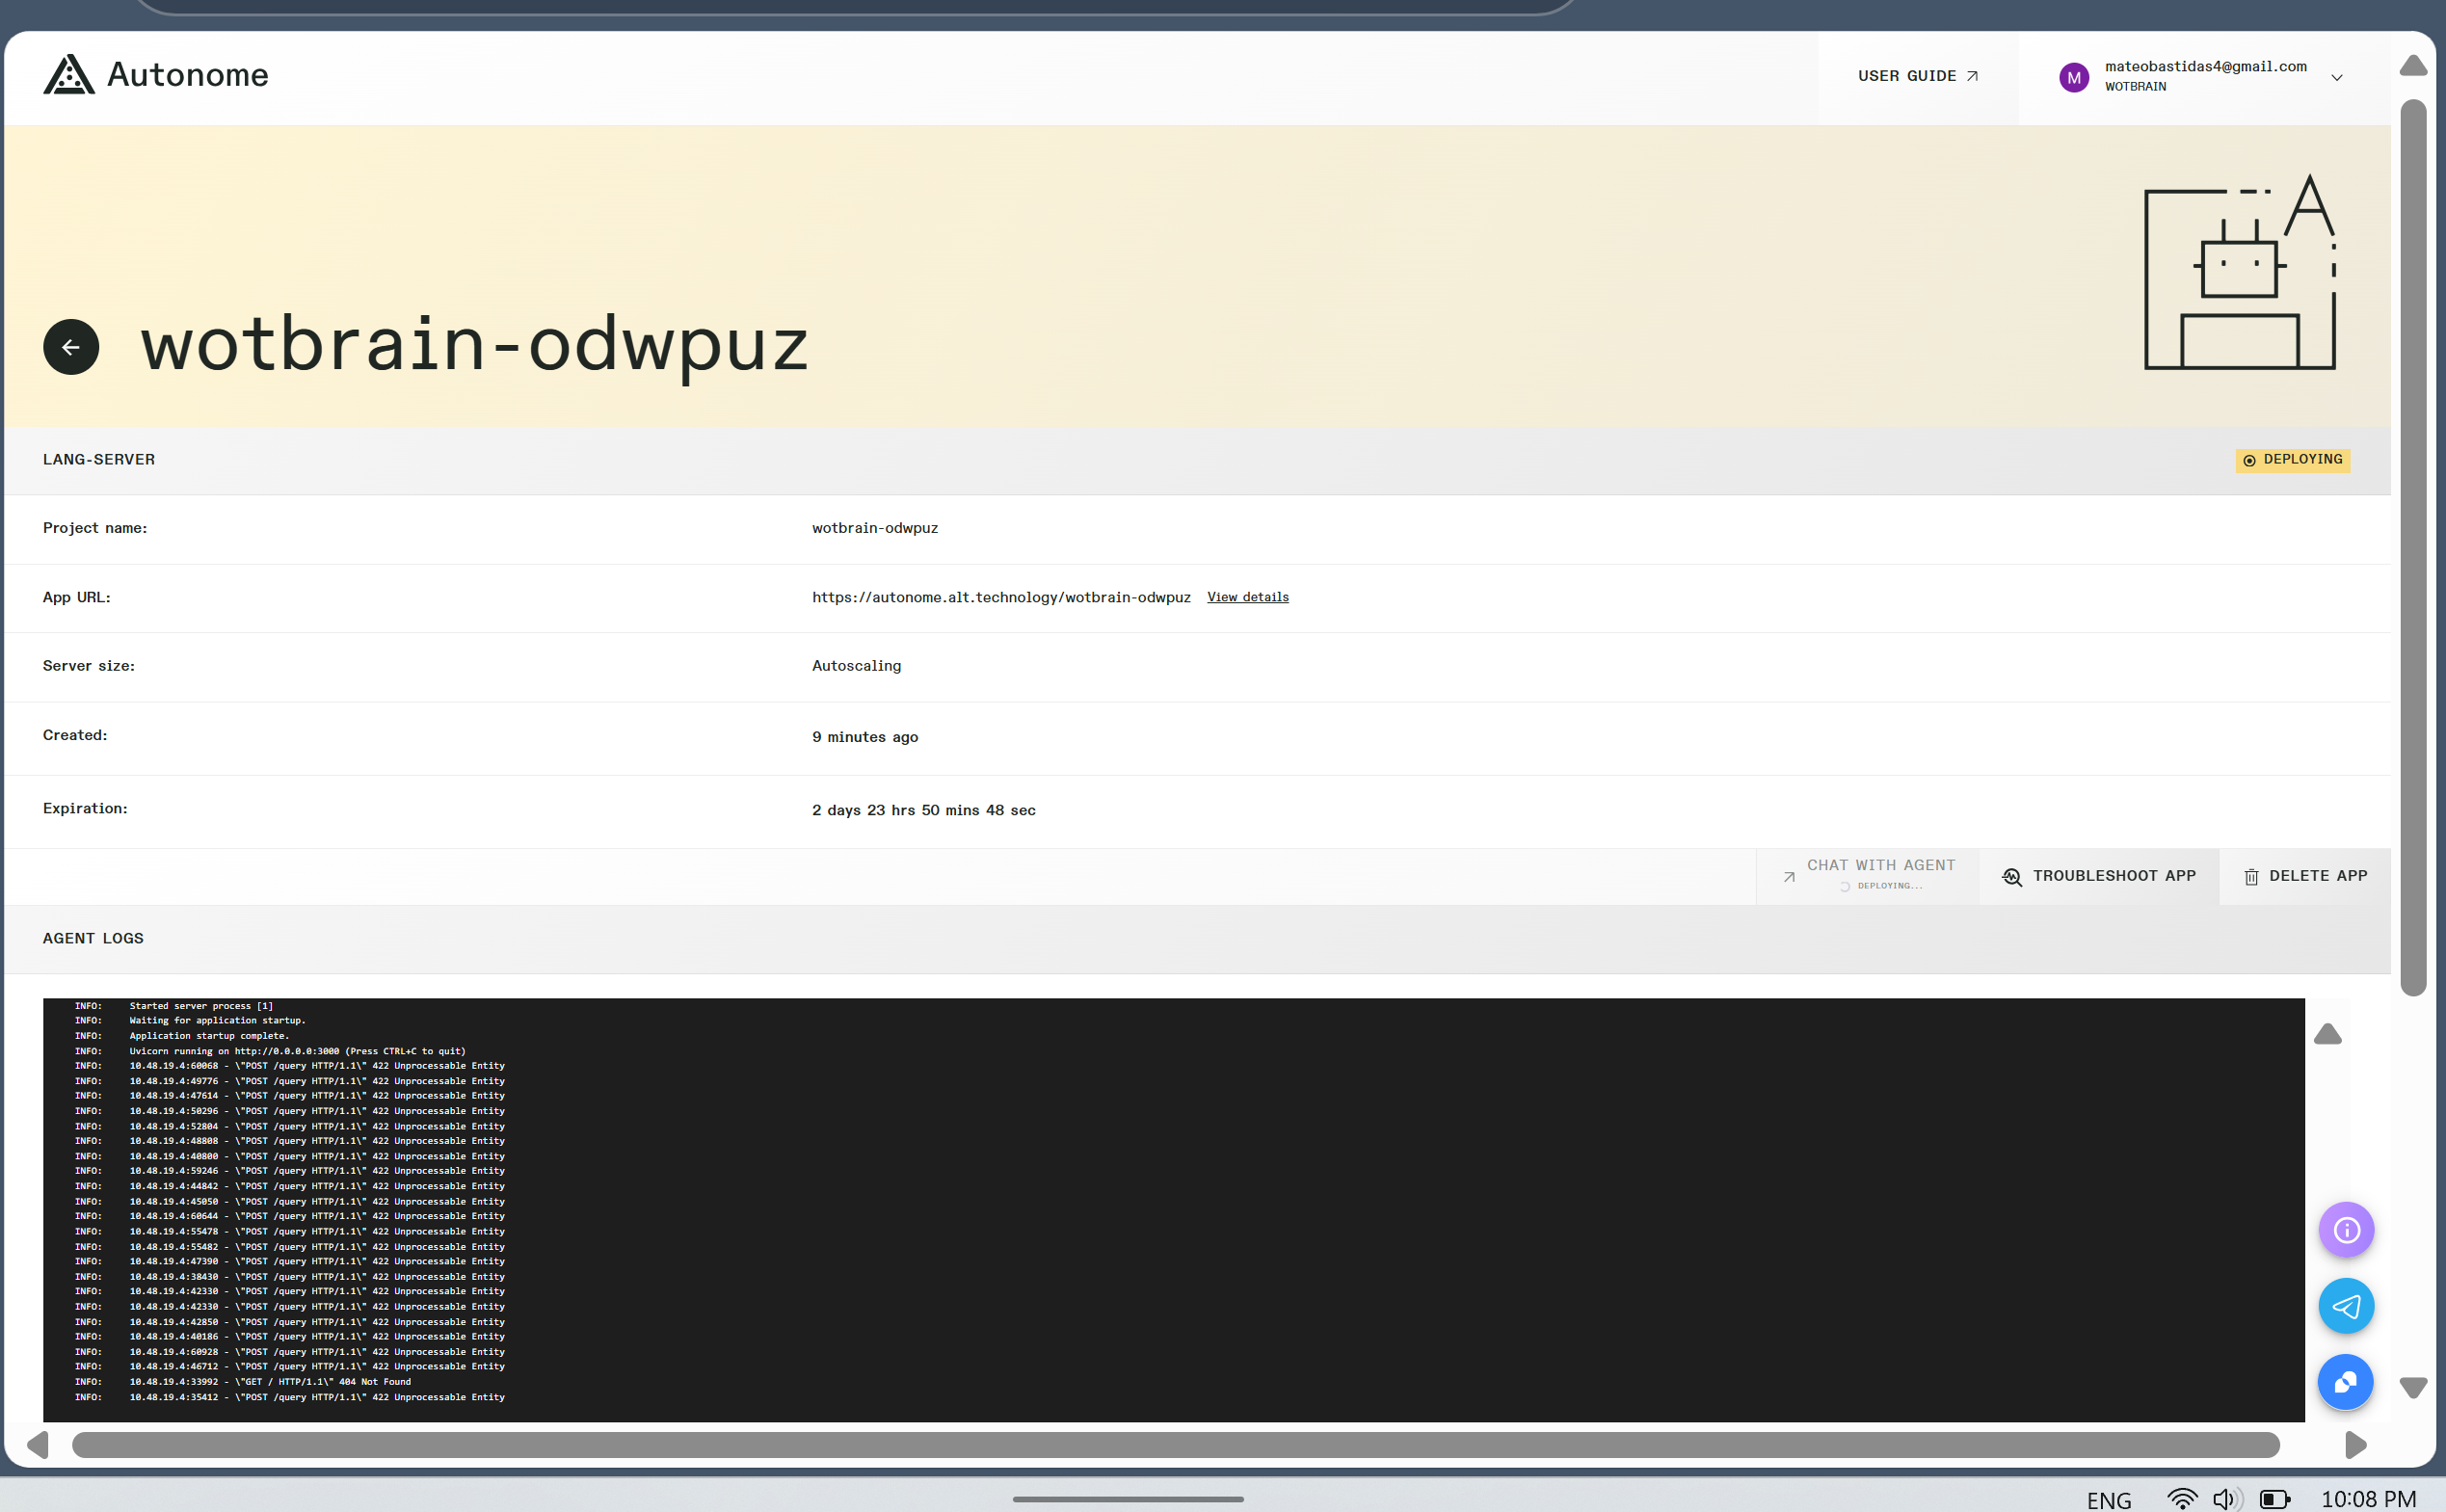 Autonome
USER GUIDE
M
mateobastidas4@gmail.com
WOTBRAIN
wotbrain-odwpuz
LANG-SERVER
DEPLOYING
Project name:
wotbrain-odwpuz
App URL:
https://autonome.alt.technology/wotbrain-odwpuz View details
Server size:
Autoscaling
Created:
9 minutes ago
Expiration:
2 days 23 hrs 50 mins 48 sec
CHAT WITH AGENT
DEPLOYING...
TROUBLESHOOT APP
DELETE APP
AGENT LOGS
INFO: Started server process [1]
INFO: Waiting for application startup.
INFO: Application startup complete.
INFO: Uvicorn running on http://0.0.0.0:3000 (Press CTRL+C to quit)
INFO: 10.48.19.4:60068 - \"POST /query HTTP/1.1\" 422 Unprocessable Entity
INFO: 10.48.19.4:49776 - \"POST /query HTTP/1.1\" 422 Unprocessable Entity
INFO: 10.48.19.4:47614 - \"POST /query HTTP/1.1\" 422 Unprocessable Entity
INFO: 10.48.19.4:50296 - \"POST /query HTTP/1.1\" 422 Unprocessable Entity
INFO: 10.48.19.4:52804 - \"POST /query HTTP/1.1\" 422 Unprocessable Entity
INFO: 10.48.19.4:48808 - \"POST /query HTTP/1.1\" 422 Unprocessable Entity
INFO: 10.48.19.4:40800 - \"POST /query HTTP/1.1\" 422 Unprocessable Entity
INFO: 10.48.19.4:59246 - \"POST /query HTTP/1.1\" 422 Unprocessable Entity
INFO: 10.48.19.4:44842 - \"POST /query HTTP/1.1\" 422 Unprocessable Entity
INFO: 10.48.19.4:45050 - \"POST /query HTTP/1.1\" 422 Unprocessable Entity
INFO: 10.48.19.4:60644 - \"POST /query HTTP/1.1\" 422 Unprocessable Entity
INFO: 10.48.19.4:55478 - \"POST /query HTTP/1.1\" 422 Unprocessable Entity
INFO: 10.48.19.4:55482 - \"POST /query HTTP/1.1\" 422 Unprocessable Entity
INFO: 10.48.19.4:47390 - \"POST /query HTTP/1.1\" 422 Unprocessable Entity
INFO: 10.48.19.4:38430 - \"POST /query HTTP/1.1\" 422 Unprocessable Entity
INFO: 10.48.19.4:42330 - \"POST /query HTTP/1.1\" 422 Unprocessable Entity
INFO: 10.48.19.4:42330 - \"POST /query HTTP/1.1\" 422 Unprocessable Entity
INFO: 10.48.19.4:42850 - \"POST /query HTTP/1.1\" 422 Unprocessable Entity
INFO: 10.48.19.4:40186 - \"POST /query HTTP/1.1\" 422 Unprocessable Entity
INFO: 10.48.19.4:60928 - \"POST /query HTTP/1.1\" 422 Unprocessable Entity
INFO: 10.48.19.4:46712 - \"POST /query HTTP/1.1\" 422 Unprocessable Entity
INFO: 10.48.19.4:33992 - \"GET / HTTP/1.1\" 404 Not Found
INFO: 10.48.19.4:35412 - \"POST /query HTTP/1.1\" 422 Unprocessable Entity
ENG
10:08 PM